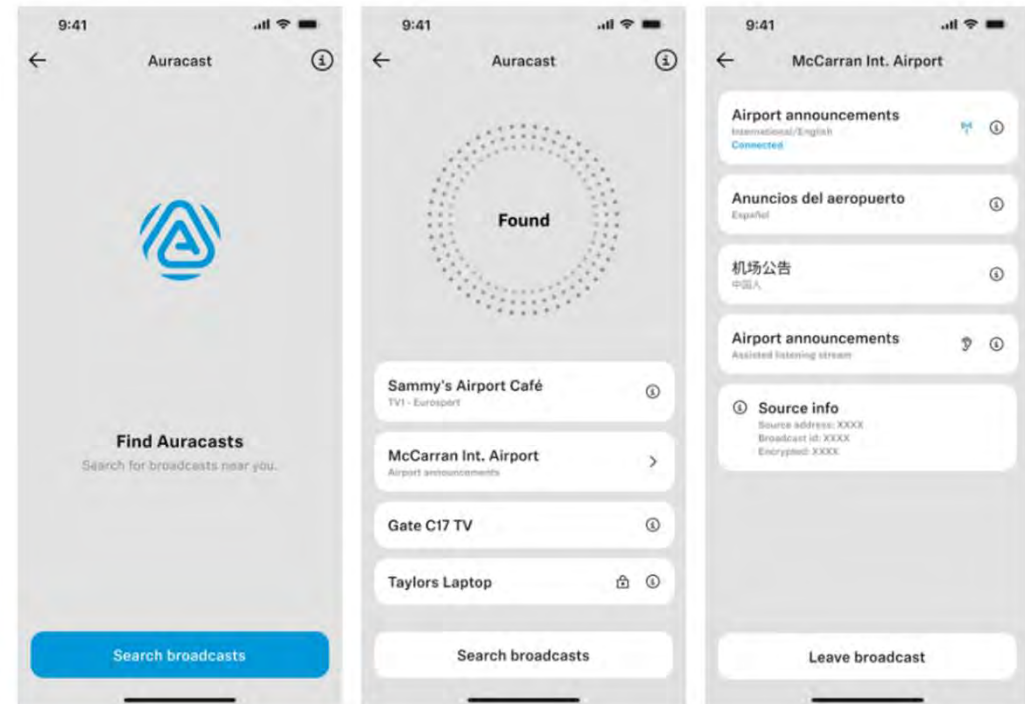 9:41
Auracast
Find Auracasts
Search for broadcasts near you.
Search broadcasts
9:41
Auracast
Found
Sammy's Airport Café
TV1 - Eurosport
McCarran Int. Airport
Airport announcements
Gate C17 TV
Taylors Laptop
Search broadcasts
9:41
McCarran Int. Airport
Airport announcements
International/English
Connected
Anuncios del aeropuerto
Español
机场公告
中国人
Airport announcements
Assisted listening stream
Source info
Source address: XXXX
Broadcast id: XXXX
Encrypted: XXXX
Leave broadcast